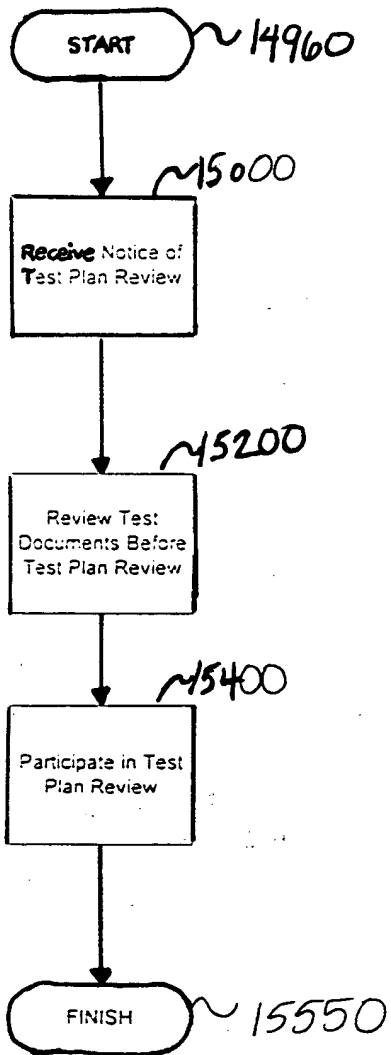 START
14960
15000
Receive Notice of
Test Plan Review
15200
Review Test
Documents Before
Test Plan Review
15400
Participate in Test
Plan Review
FINISH
15550